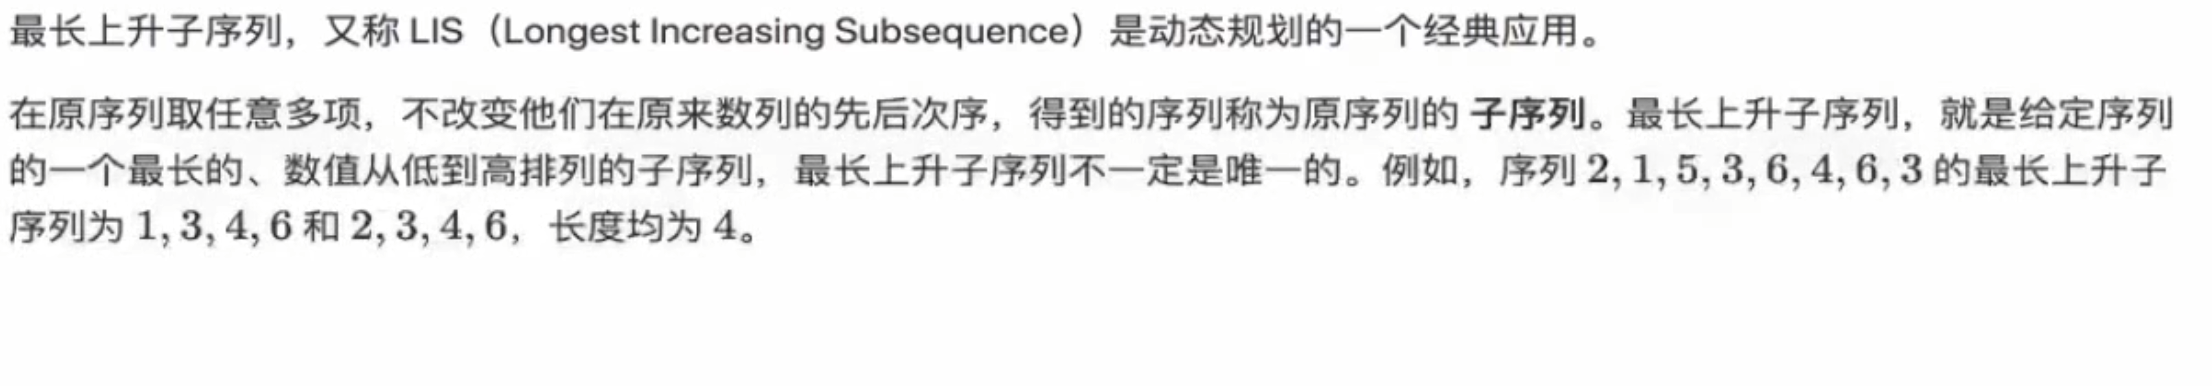 最长上升子序列，又称 LIS（Longest Increasing Subsequence）是动态规划的一个经典应用。
在原序列取任意多项，不改变他们在原来数列的先后次序，得到的序列称为原序列的 子序列。最长上升子序列，就是给定序列
的一个最长的、数值从低到高排列的子序列，最长上升子序列不一定是唯一的。例如，序列 2, 1, 5, 3, 6, 4, 6, 3 的最长上升子
序列为 1, 3, 4, 6 和 2, 3, 4, 6，长度均为 4。